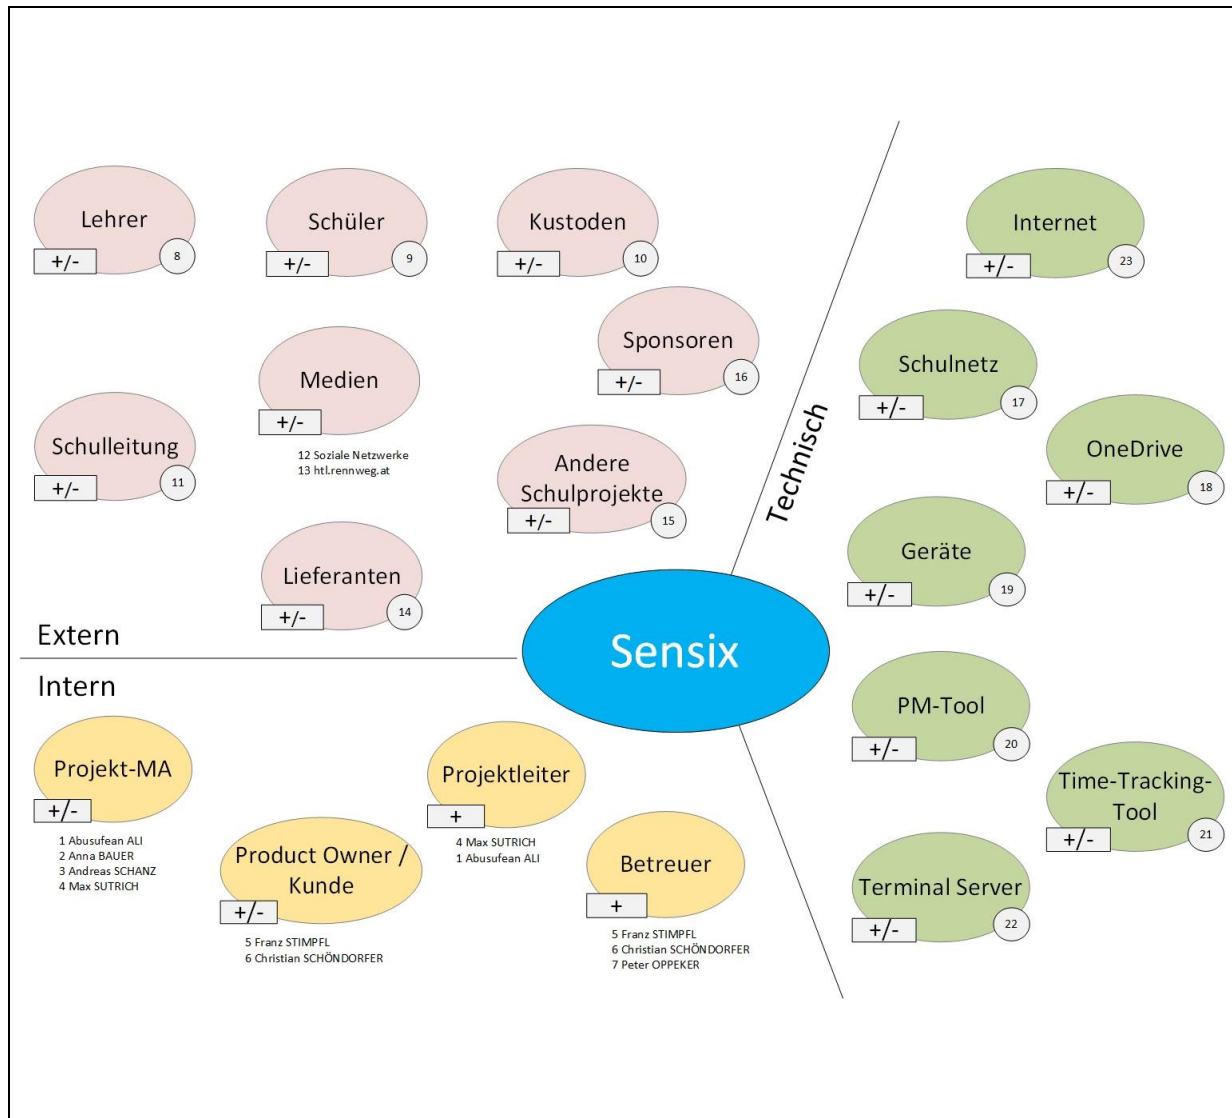 Lehrer
+/-
8
Schüler
+/-
9
Kustoden
+/-
10
Sponsoren
+/-
16
Medien
+/-
12 Soziale Netzwerke
13 htl.rennweg.at
Schulleitung
+/-
11
Andere
Schulprojekte
+/-
15
Lieferanten
+/-
14
Extern
Technisch
Internet
+/-
23
Schulnetz
+/-
17
OneDrive
+/-
18
Geräte
+/-
19
PM-Tool
+/-
20
Time-Tracking-
Tool
+/-
21
Terminal Server
+/-
22
Sensix
Intern
Projekt-MA
+/-
1 Abusufean ALI
2 Anna BAUER
3 Andreas SCHANZ
4 Max SUTRICH
Product Owner /
Kunde
+/-
5 Franz STIMPFL
6 Christian SCHÖNDORFER
Projektleiter
+
4 Max SUTRICH
1 Abusufean ALI
Betreuer
+
5 Franz STIMPFL
6 Christian SCHÖNDORFER
7 Peter OPPEKER